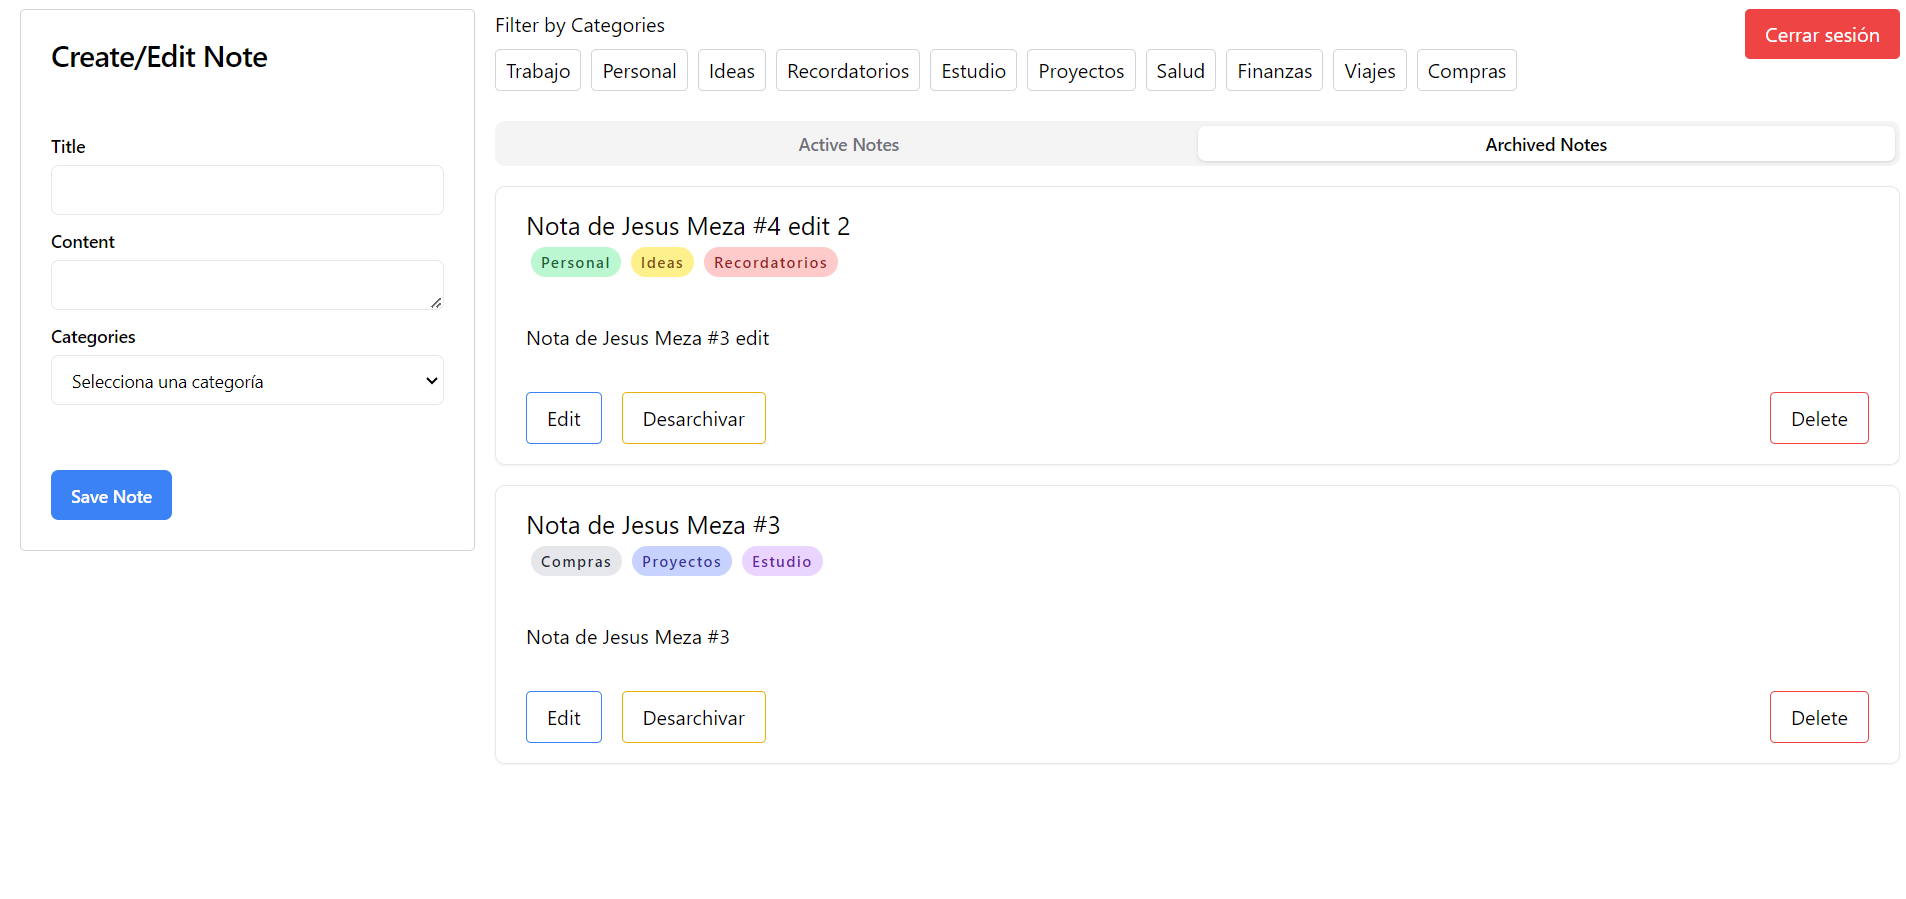 Create/Edit Note
Title
Content
Categories
Selecciona una categoría
Save Note
Filter by Categories
Cerrar sesión
Trabajo Personal Ideas Recordatorios Estudio Proyectos Salud Finanzas Viajes Compras
Active Notes Archived Notes
Nota de Jesus Meza #4 edit 2
Personal Ideas Recordatorios
Nota de Jesus Meza #3 edit
Edit Desarchivar Delete
Nota de Jesus Meza #3
Compras Proyectos Estudio
Nota de Jesus Meza #3
Edit Desarchivar Delete